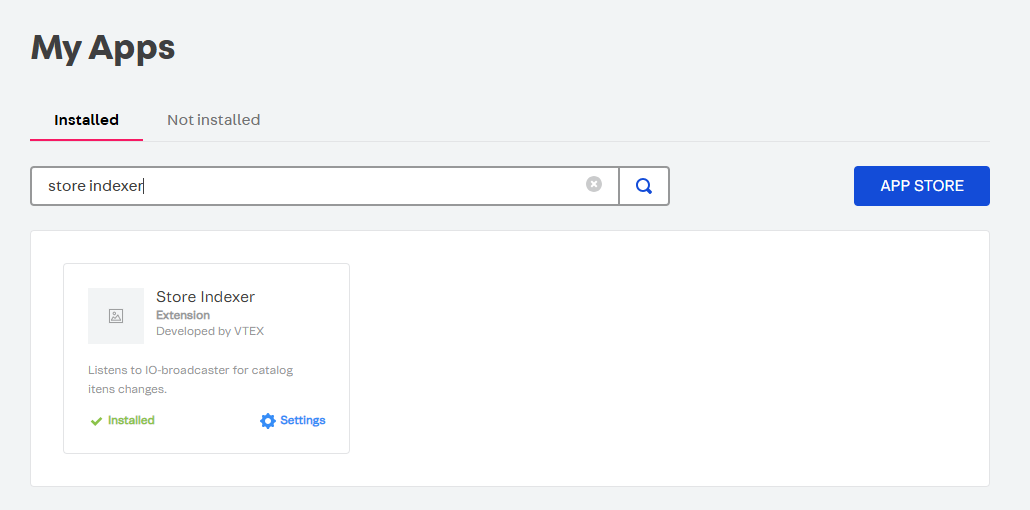 My Apps
Installed
Not installed
store indexer
APP STORE
Store Indexer
Extension
Developed by VTEX
Listens to IO-broadcaster for catalog
itens changes.
Installed
Settings